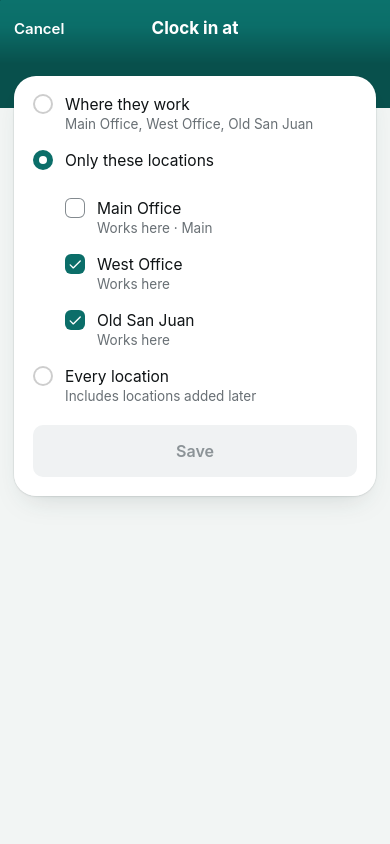 Cancel
Clock in at
Where they work
Main Office, West Office, Old San Juan
Only these locations
Main Office
Works here · Main
West Office
Works here
Old San Juan
Works here
Every location
Includes locations added later
Save